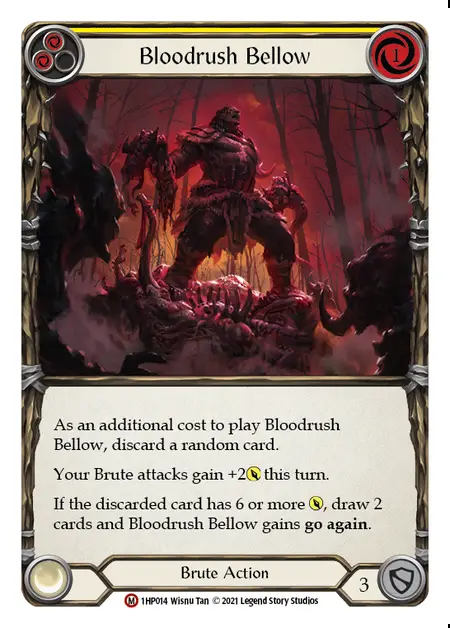 Bloodrush Bellow
1
As an additional cost to play Bloodrush
Bellow, discard a random card.
Your Brute attacks gain +2 this turn.
If the discarded card has 6 or more , draw 2
cards and Bloodrush Bellow gains go again.
Brute Action
3
M 1HP014 Wisnu Tan © 2021 Legend Story Studios